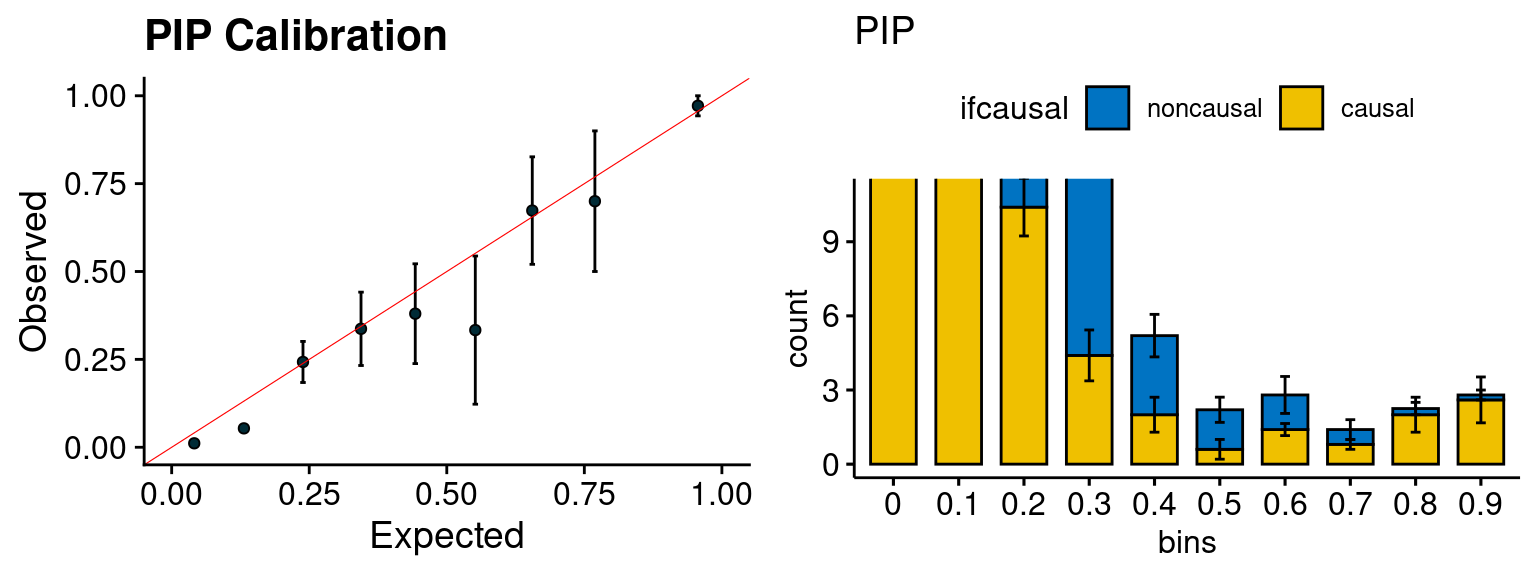 PIP Calibration
Observed
1.00
0.75
0.50
0.25
0.00
0.00 0.25 0.50 0.75 1.00
Expected
PIP
ifcausal noncausal causal
count
9
6
3
0
0 0.1 0.2 0.3 0.4 0.5 0.6 0.7 0.8 0.9
bins